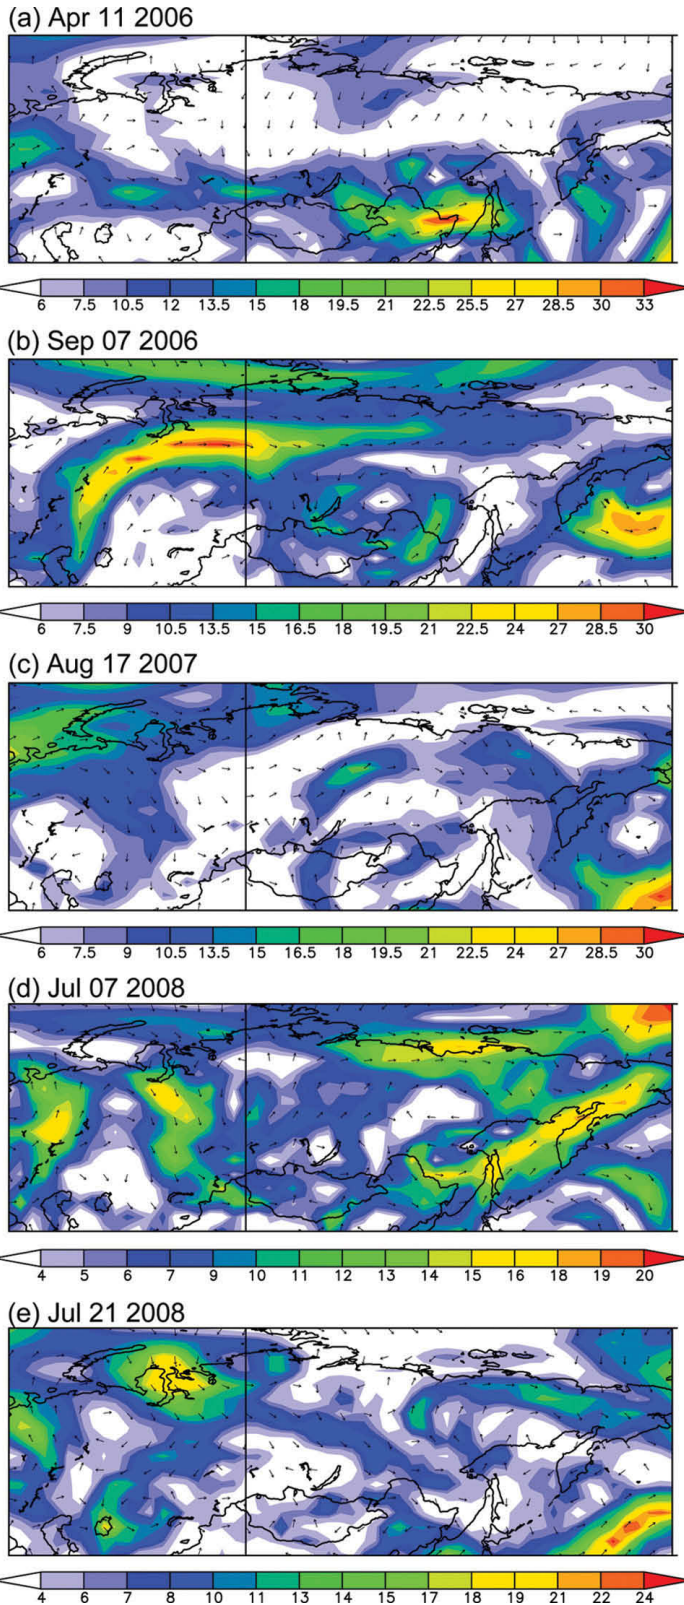 (a) Apr 11 2006
6 7.5 10.5 12 13.5 15 18 19.5 21 22.5 25.5 27 28.5 30 33
(b) Sep 07 2006
6 7.5 9 10.5 13.5 15 16.5 18 19.5 21 22.5 24 27 28.5 30
(c) Aug 17 2007
6 7.5 9 10.5 13.5 15 16.5 18 19.5 21 22.5 24 27 28.5 30
(d) Jul 07 2008
4 5 6 7 9 10 11 12 13 14 15 16 18 19 20
(e) Jul 21 2008
4 6 7 8 10 11 13 14 15 17 18 20 21 22 24